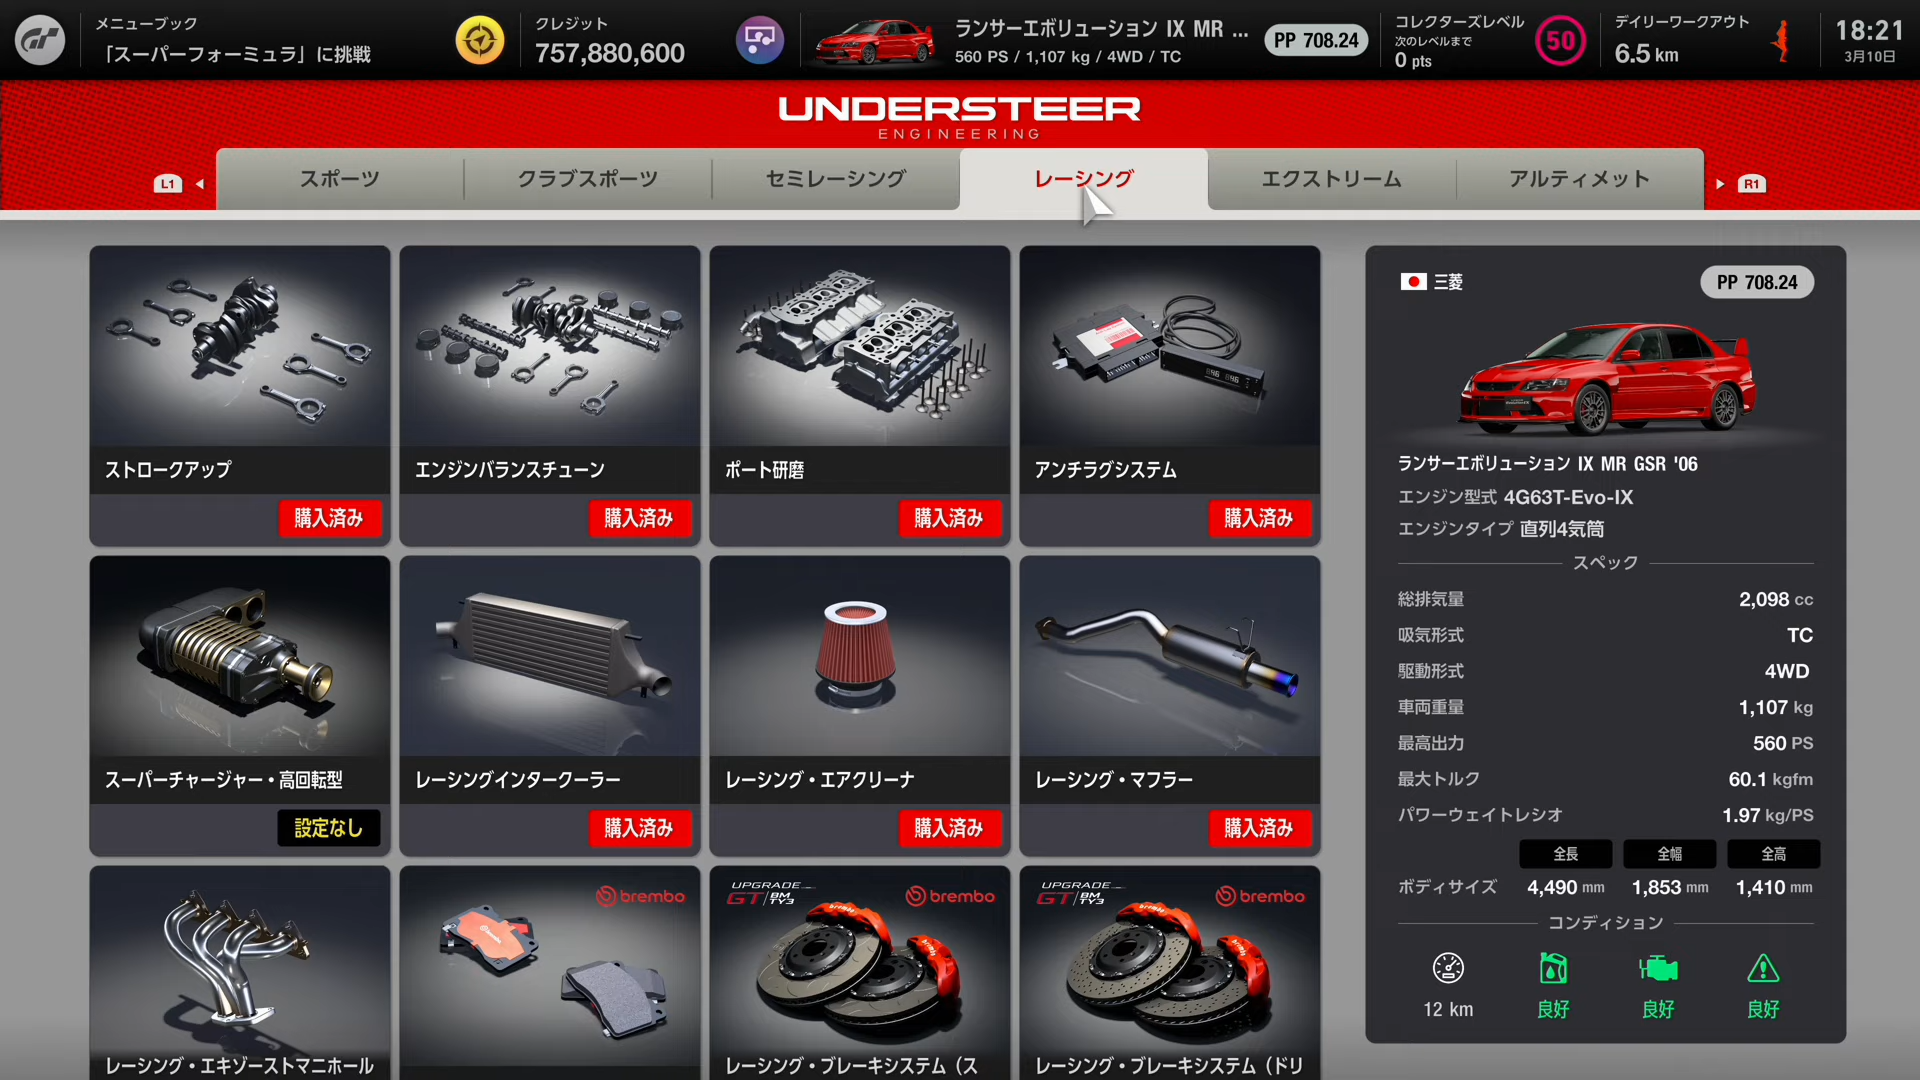 メニューブック
「スーパーフォーミュラ」に挑戦
クレジット
757,880,600
ランサーエボリューション IX MR ...
560 PS / 1,107 kg / 4WD / TC
PP 708.24
コレクターズレベル
次のレベルまで
0 pts
50
デイリーワークアウト
6.5 km
18:21
3月10日
UNDERSTEER
ENGINEERING
L1
スポーツ
クラブスポーツ
セミレーシング
レーシング
エクストリーム
アルティメット
R1
ストロークアップ
購入済み
エンジンバランスチューン
購入済み
ポート研磨
購入済み
アンチラグシステム
購入済み
スーパーチャージャー・高回転型
設定なし
レーシングインタークーラー
購入済み
レーシング・エアクリーナ
購入済み
レーシング・マフラー
購入済み
レーシング・エキゾーストマニホール
brembo
UPGRADE
GT/BM TY3
brembo
レーシング・ブレーキシステム（ス
UPGRADE
GT/BM TY3
brembo
レーシング・ブレーキシステム（ドリ
三菱
PP 708.24
ランサーエボリューション IX MR GSR '06
エンジン型式 4G63T-Evo-IX
エンジンタイプ 直列4気筒
スペック
総排気量 2,098 cc
吸気形式 TC
駆動形式 4WD
車両重量 1,107 kg
最高出力 560 PS
最大トルク 60.1 kgfm
パワーウェイトレシオ 1.97 kg/PS
全長 全幅 全高
ボディサイズ 4,490 mm 1,853 mm 1,410 mm
コンディション
12 km 良好 良好 良好